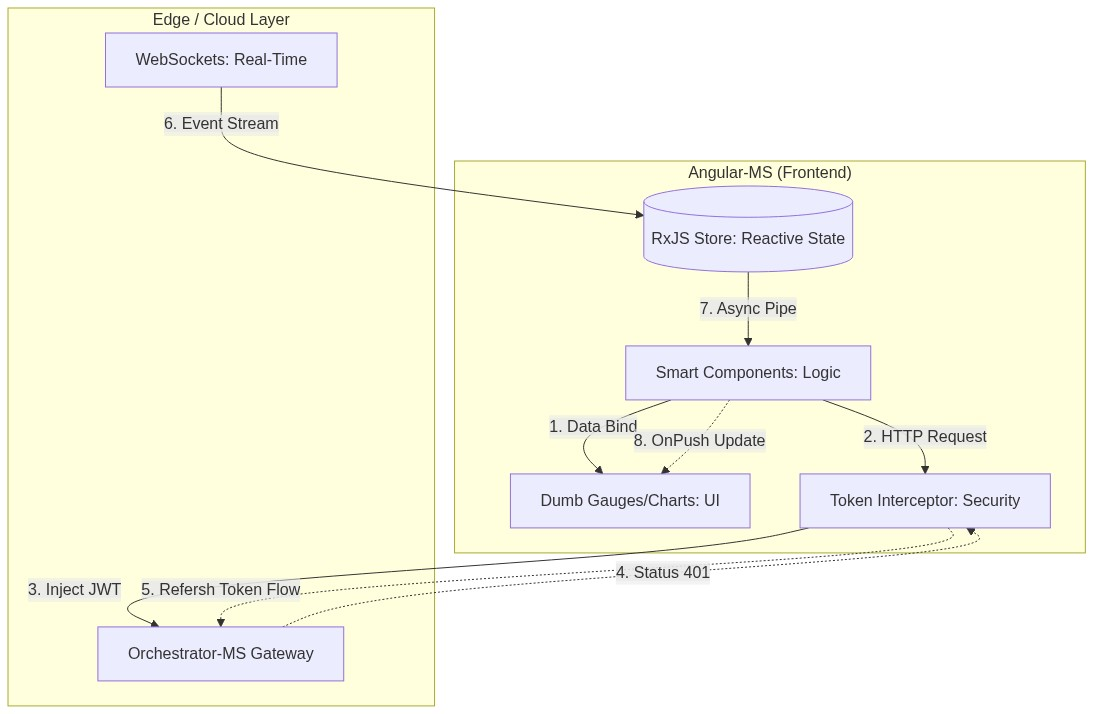 Edge / Cloud Layer
WebSockets: Real-Time
6. Event Stream
Angular-MS (Frontend)
RxJS Store: Reactive State
7. Async Pipe
Smart Components: Logic
1. Data Bind
8. OnPush Update
2. HTTP Request
Dumb Gauges/Charts: UI
Token Interceptor: Security
4. Status 401
3. Inject JWT
5. Refersh Token Flow
Orchestrator-MS Gateway